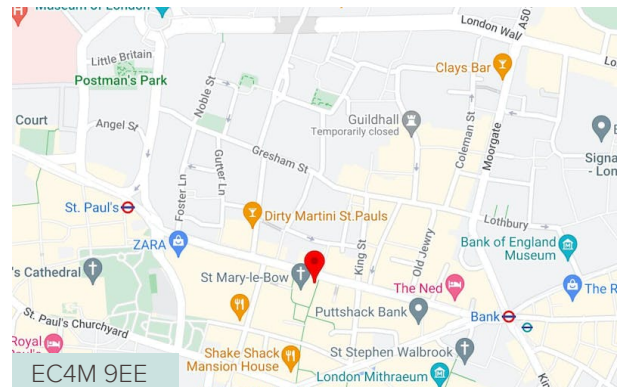 Museum of London
London Wall
A50
Little Britain
Postman's Park
Clays Bar
Noble St
Guildhall
Temporarily closed
Coleman St
Moorgate
Court
Angel St
Gutter Ln
Gresham St
Signa
- Lon
Foster Ln
St. Paul's
Dirty Martini St.Pauls
King St
Old Jewry
Lothbury
ZARA
Bank of England
Museum
's Cathedral
St Mary-le-Bow
The Ned
The R
St. Paul's Churchyard
Puttshack Bank
Bank
Royal
Shake Shack
Mansion House
St Stephen Walbrook
London Mithraeum
EC4M 9EE